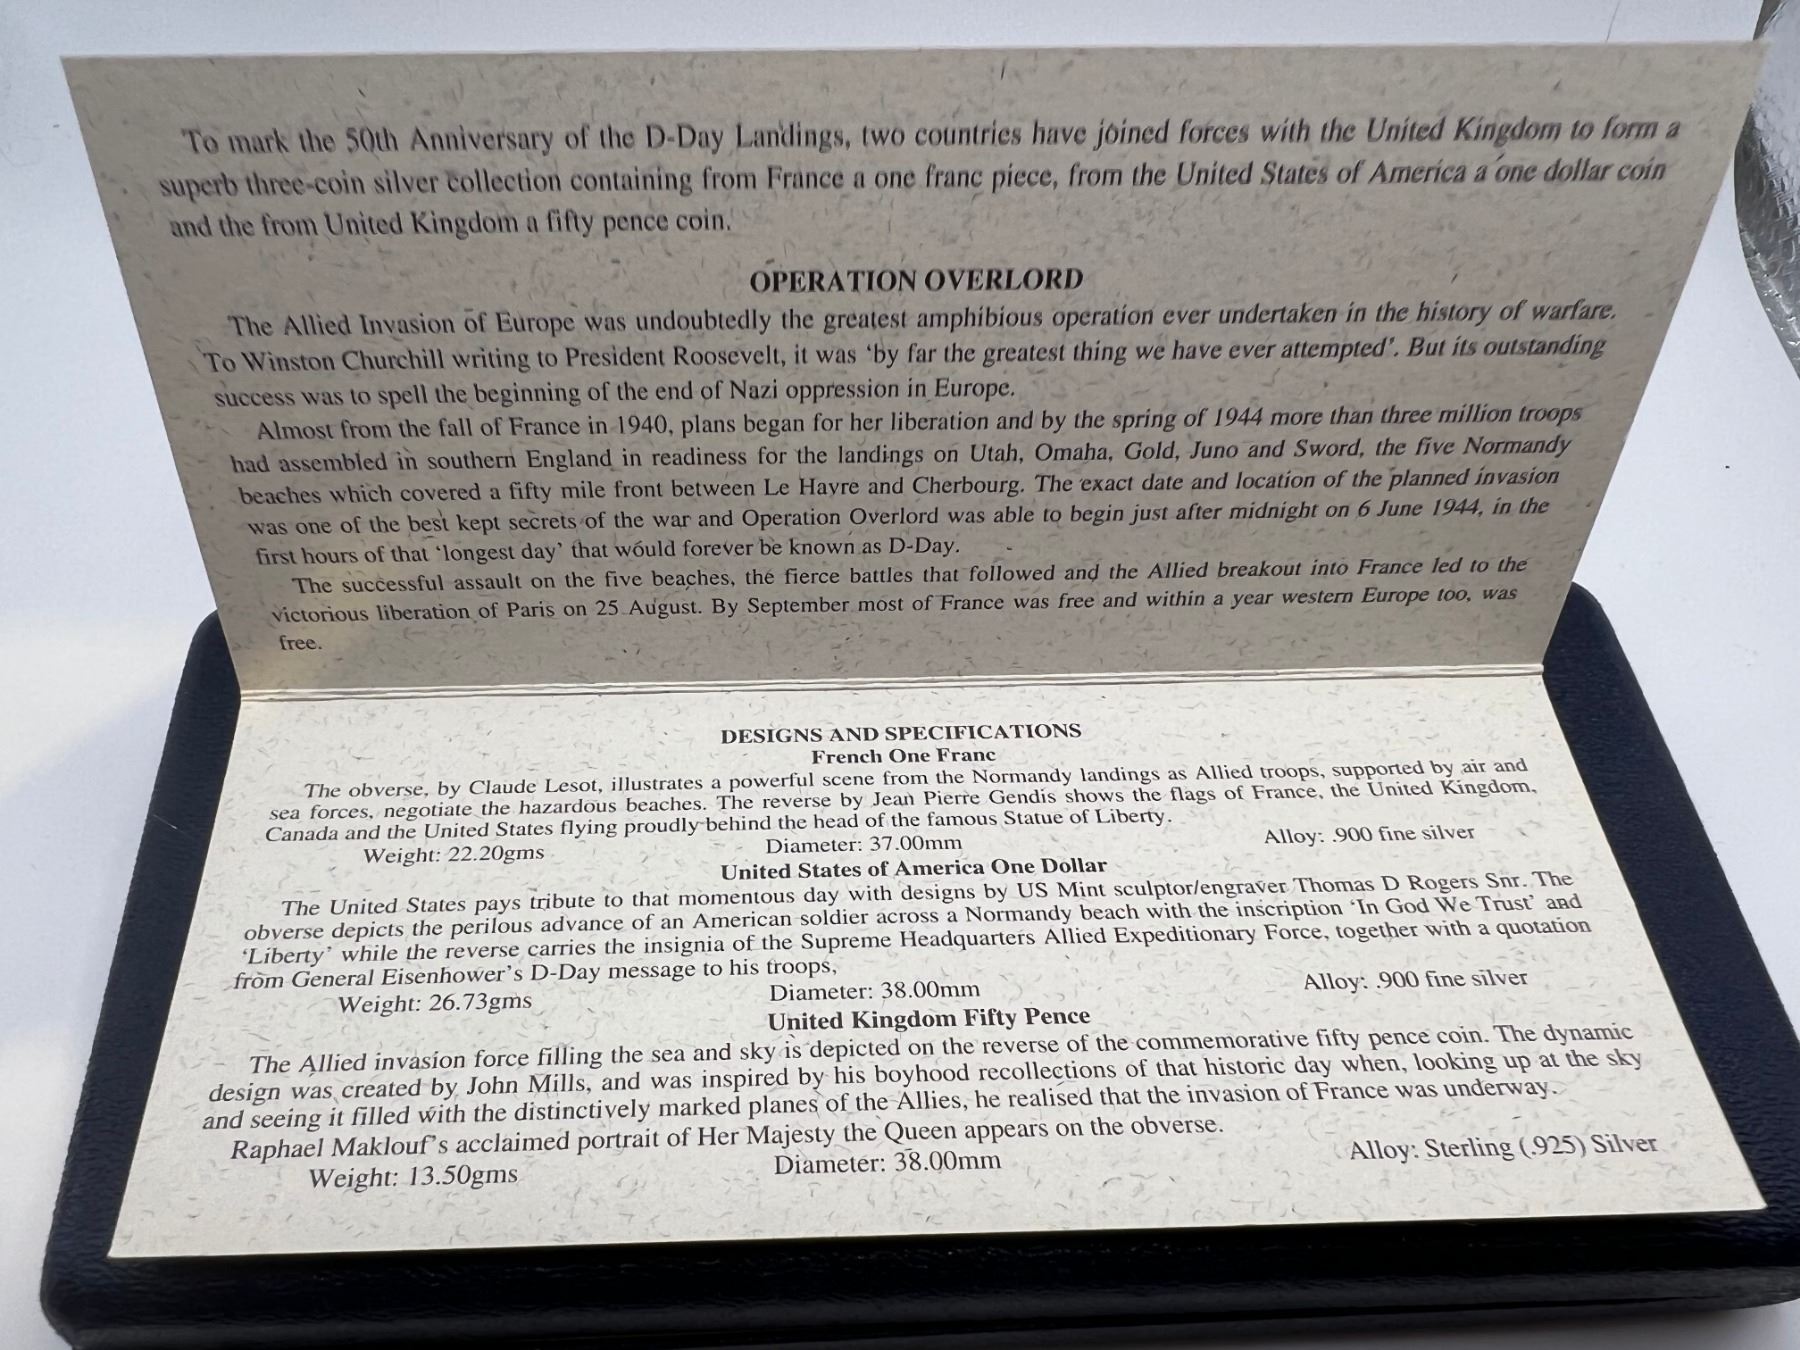 To mark the 50th Anniversary of the D-Day Landings, two countries have joined forces with the United Kingdom to form a
superb three-coin silver collection containing from France a one franc piece, from the United States of America a one dollar coin
and the from United Kingdom a fifty pence coin.
OPERATION OVERLORD
The Allied Invasion of Europe was undoubtedly the greatest amphibious operation ever undertaken in the history of warfare.
To Winston Churchill writing to President Roosevelt, it was ‘by far the greatest thing we have ever attempted’. But its outstanding
success was to spell the beginning of the end of Nazi oppression in Europe.
Almost from the fall of France in 1940, plans began for her liberation and by the spring of 1944 more than three million troops
had assembled in southern England in readiness for the landings on Utah, Omaha, Gold, Juno and Sword, the five Normandy
beaches which covered a fifty mile front between Le Havre and Cherbourg. The exact date and location of the planned invasion
was one of the best kept secrets of the war and Operation Overlord was able to begin just after midnight on 6 June 1944, in the
first hours of that ‘longest day’ that would forever be known as D-Day.
The successful assault on the five beaches, the fierce battles that followed and the Allied breakout into France led to the
victorious liberation of Paris on 25 August. By September most of France was free and within a year western Europe too, was
free.
DESIGNS AND SPECIFICATIONS
French One Franc
The obverse, by Claude Lesot, illustrates a powerful scene from the Normandy landings as Allied troops, supported by air and
sea forces, negotiate the hazardous beaches. The reverse by Jean Pierre Gendis shows the flags of France, the United Kingdom,
Canada and the United States flying proudly behind the head of the famous Statue of Liberty.
Weight: 22.20gms Diameter: 37.00mm Alloy: .900 fine silver
United States of America One Dollar
The United States pays tribute to that momentous day with designs by US Mint sculptor/engraver Thomas D Rogers Snr. The
obverse depicts the perilous advance of an American soldier across a Normandy beach with the inscription ‘In God We Trust’ and
‘Liberty’ while the reverse carries the insignia of the Supreme Headquarters Allied Expeditionary Force, together with a quotation
from General Eisenhower’s D-Day message to his troops,
Weight: 26.73gms Diameter: 38.00mm Alloy: .900 fine silver
United Kingdom Fifty Pence
The Allied invasion force filling the sea and sky is depicted on the reverse of the commemorative fifty pence coin. The dynamic
design was created by John Mills, and was inspired by his boyhood recollections of that historic day when, looking up at the sky
and seeing it filled with the distinctively marked planes of the Allies, he realised that the invasion of France was underway.
Raphael Maklouf’s acclaimed portrait of Her Majesty the Queen appears on the obverse.
Weight: 13.50gms Diameter: 38.00mm Alloy: Sterling (.925) Silver